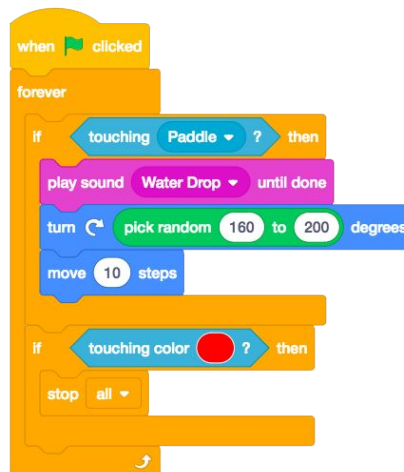 when clicked
forever
if touching Paddle ? then
play sound Water Drop until done
turn pick random 160 to 200 degrees
move 10 steps
if touching color ? then
stop all